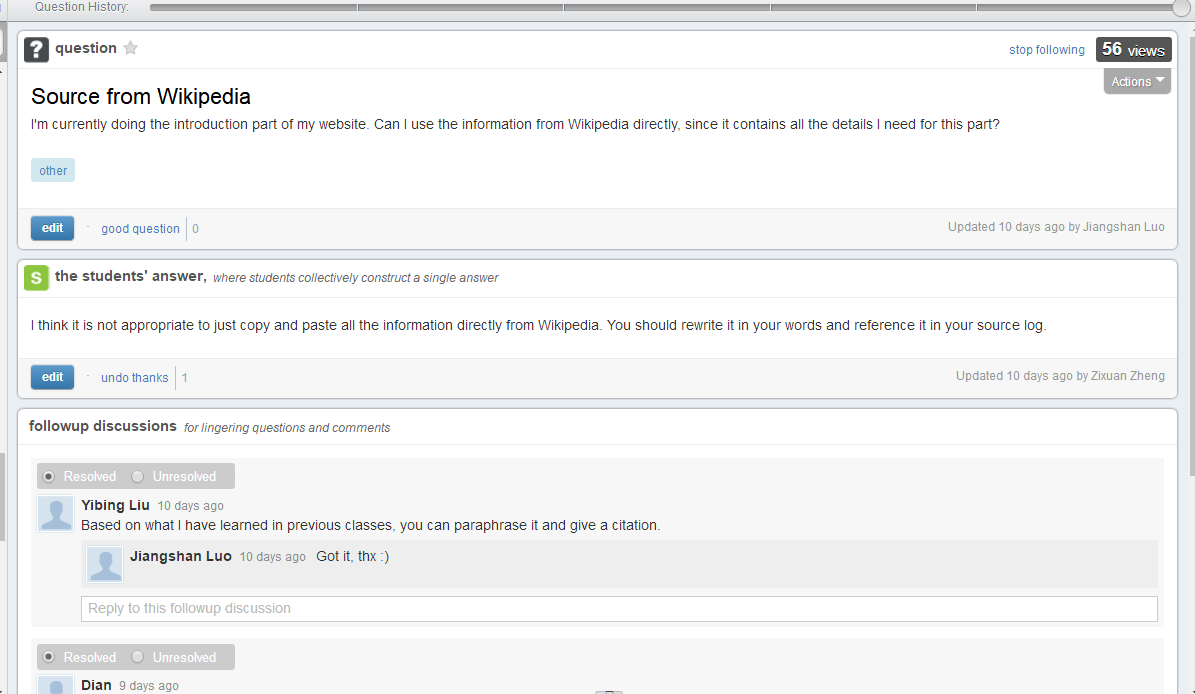 Question History:
? question
stop following
56 views
Actions
Source from Wikipedia
I'm currently doing the introduction part of my website. Can I use the information from Wikipedia directly, since it contains all the details I need for this part?
other
edit · good question 0
Updated 10 days ago by Jiangshan Luo
S the students' answer, where students collectively construct a single answer
I think it is not appropriate to just copy and paste all the information directly from Wikipedia. You should rewrite it in your words and reference it in your source log.
edit · undo thanks 1
Updated 10 days ago by Zixuan Zheng
followup discussions for lingering questions and comments
Resolved Unresolved
Yibing Liu 10 days ago
Based on what I have learned in previous classes, you can paraphrase it and give a citation.
Jiangshan Luo 10 days ago Got it, thx :)
Reply to this followup discussion
Resolved Unresolved
Dian 9 days ago